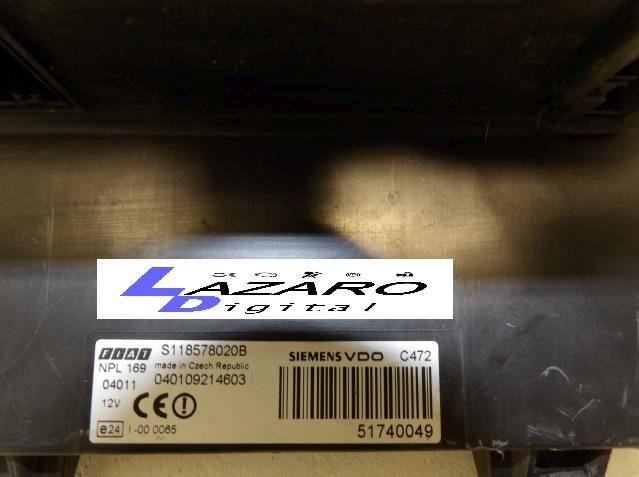 LAZARO
Digital
FIAT S118578020B SIEMENS VDO C472
NPL 169 made in Czech Republic
04011 040109214603
12V CE
e24 I-00 0065 51740049